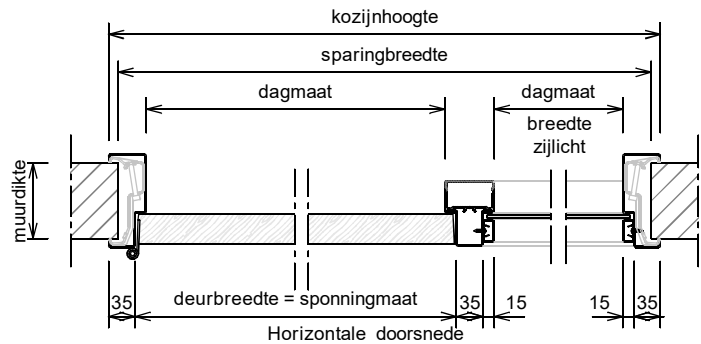 kozijnhoogte
sparingbreedte
dagmaat dagmaat
breedte
zijlicht
muurdikte
35 deurbreedte = sponningmaat 35 15 15 35
Horizontale doorsnede